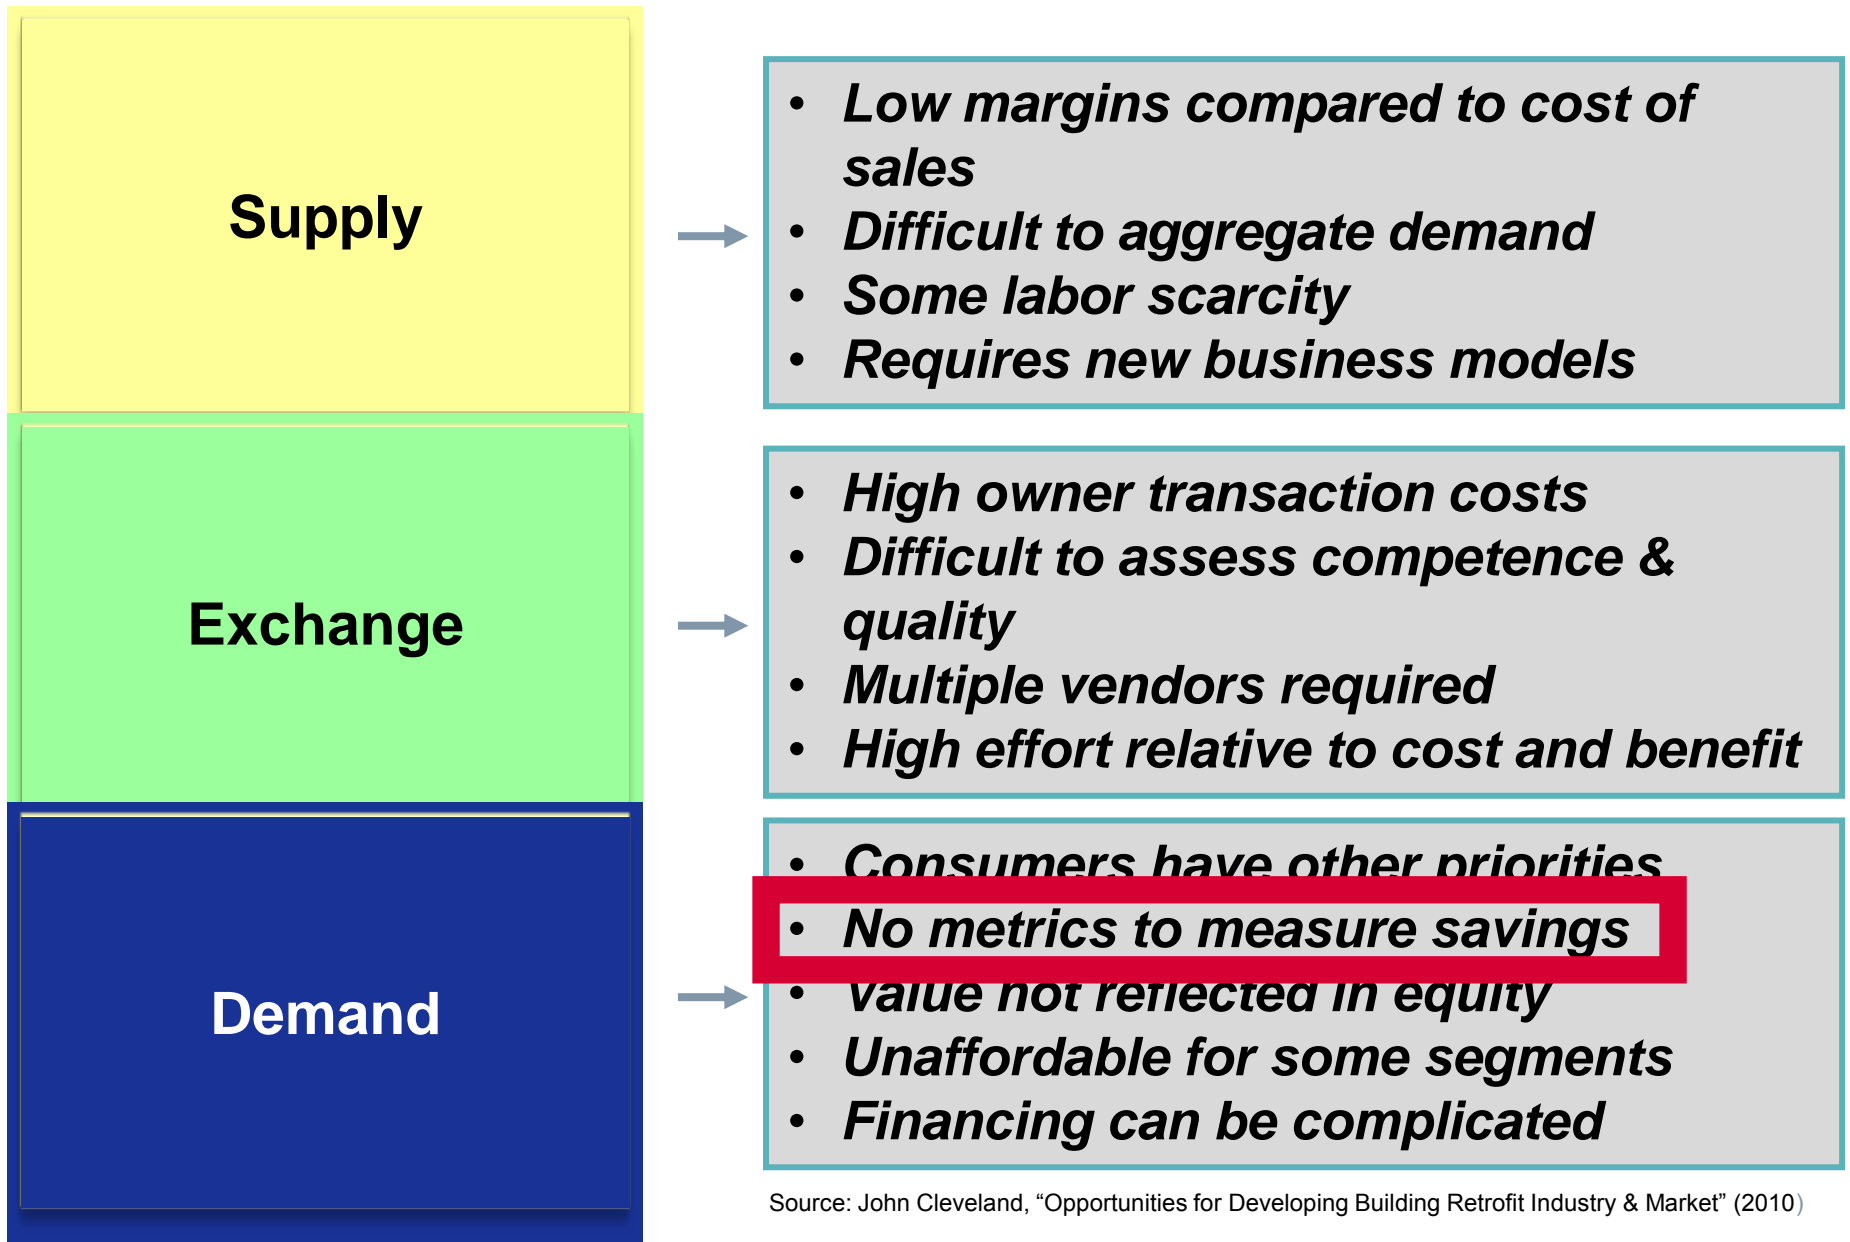 Supply
• Low margins compared to cost of
sales
• Difficult to aggregate demand
• Some labor scarcity
• Requires new business models
Exchange
• High owner transaction costs
• Difficult to assess competence &
quality
• Multiple vendors required
• High effort relative to cost and benefit
Demand
• Consumers have other priorities
• No metrics to measure savings
• Value not reflected in equity
• Unaffordable for some segments
• Financing can be complicated
Source: John Cleveland, “Opportunities for Developing Building Retrofit Industry & Market” (2010)